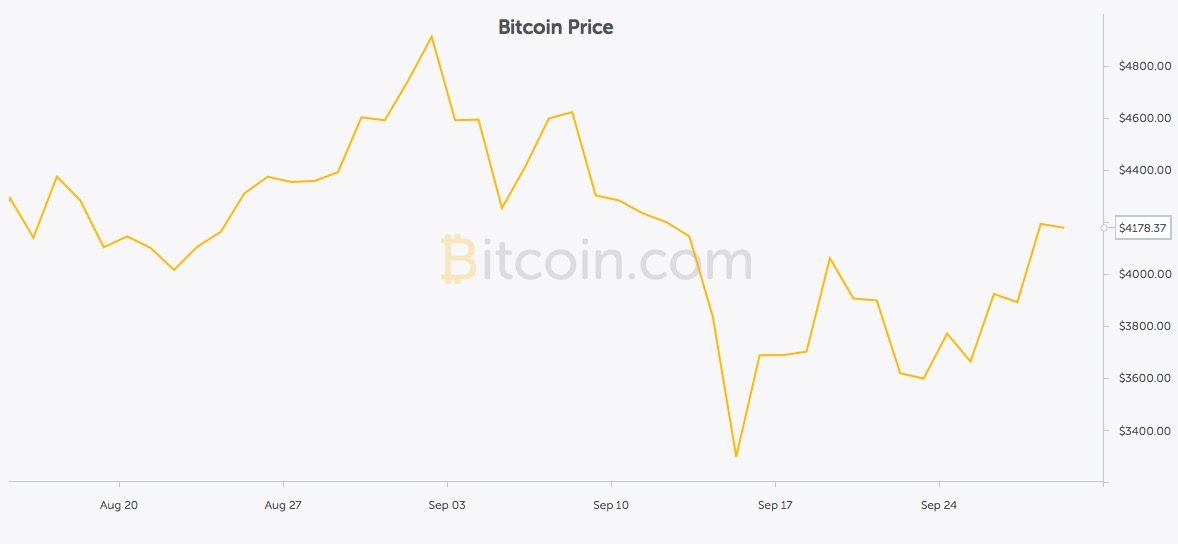 Bitcoin Price
$4800.00
$4600.00
$4400.00
$4178.37
$4000.00
$3800.00
$3600.00
$3400.00
Bitcoin.com
Aug 20
Aug 27
Sep 03
Sep 10
Sep 17
Sep 24